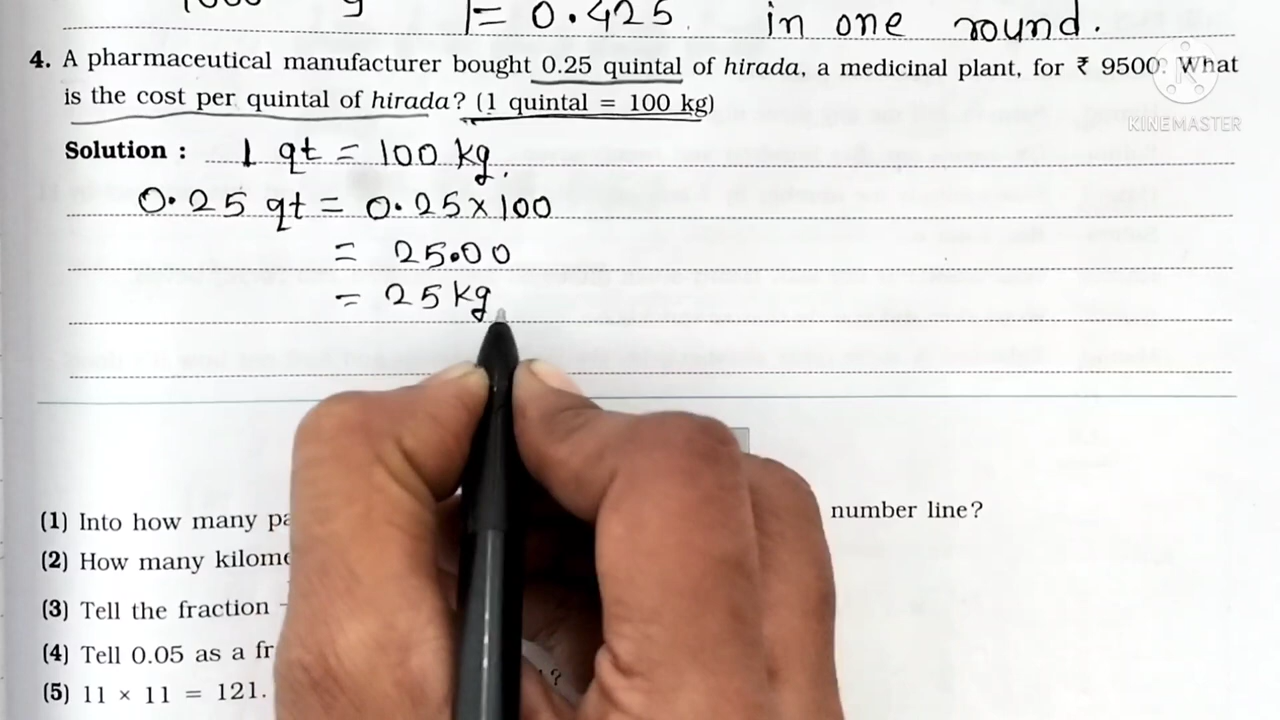 = 0.425 in one round.
4. A pharmaceutical manufacturer bought 0.25 quintal of hirada, a medicinal plant, for ₹ 9500. What
is the cost per quintal of hirada? (1 quintal = 100 kg)
KINEMASTER
Solution : 1 qt = 100 kg.
0.25 qt = 0.25 × 100
= 25.00
= 25 kg
(1) Into how many number line?
(2) How many
(3) Tell the fraction
(4) Tell 0.05 as a
(5) 11 × 11 = 121.